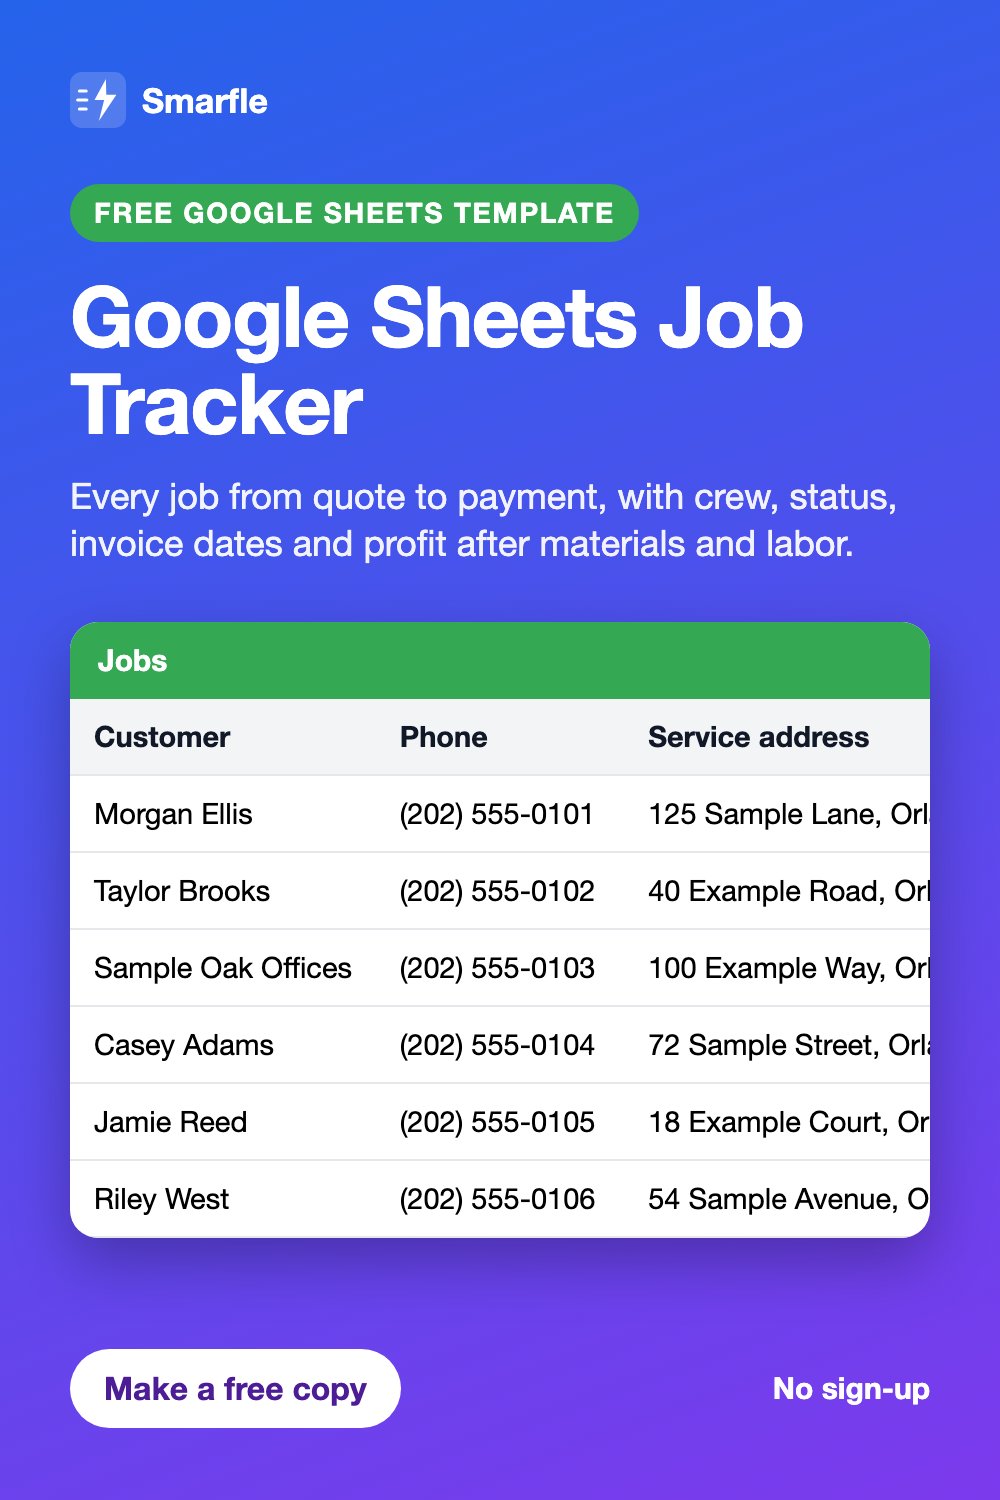 Smarfle
FREE GOOGLE SHEETS TEMPLATE
Google Sheets Job
Tracker
Every job from quote to payment, with crew, status,
invoice dates and profit after materials and labor.
Jobs
Customer Phone Service address
Morgan Ellis (202) 555-0101 125 Sample Lane,
Taylor Brooks (202) 555-0102 40 Example Road,
Sample Oak Offices (202) 555-0103 100 Example Way,
Casey Adams (202) 555-0104 72 Sample Street,
Jamie Reed (202) 555-0105 18 Example Court,
Riley West (202) 555-0106 54 Sample Avenue,
Make a free copy
No sign-up